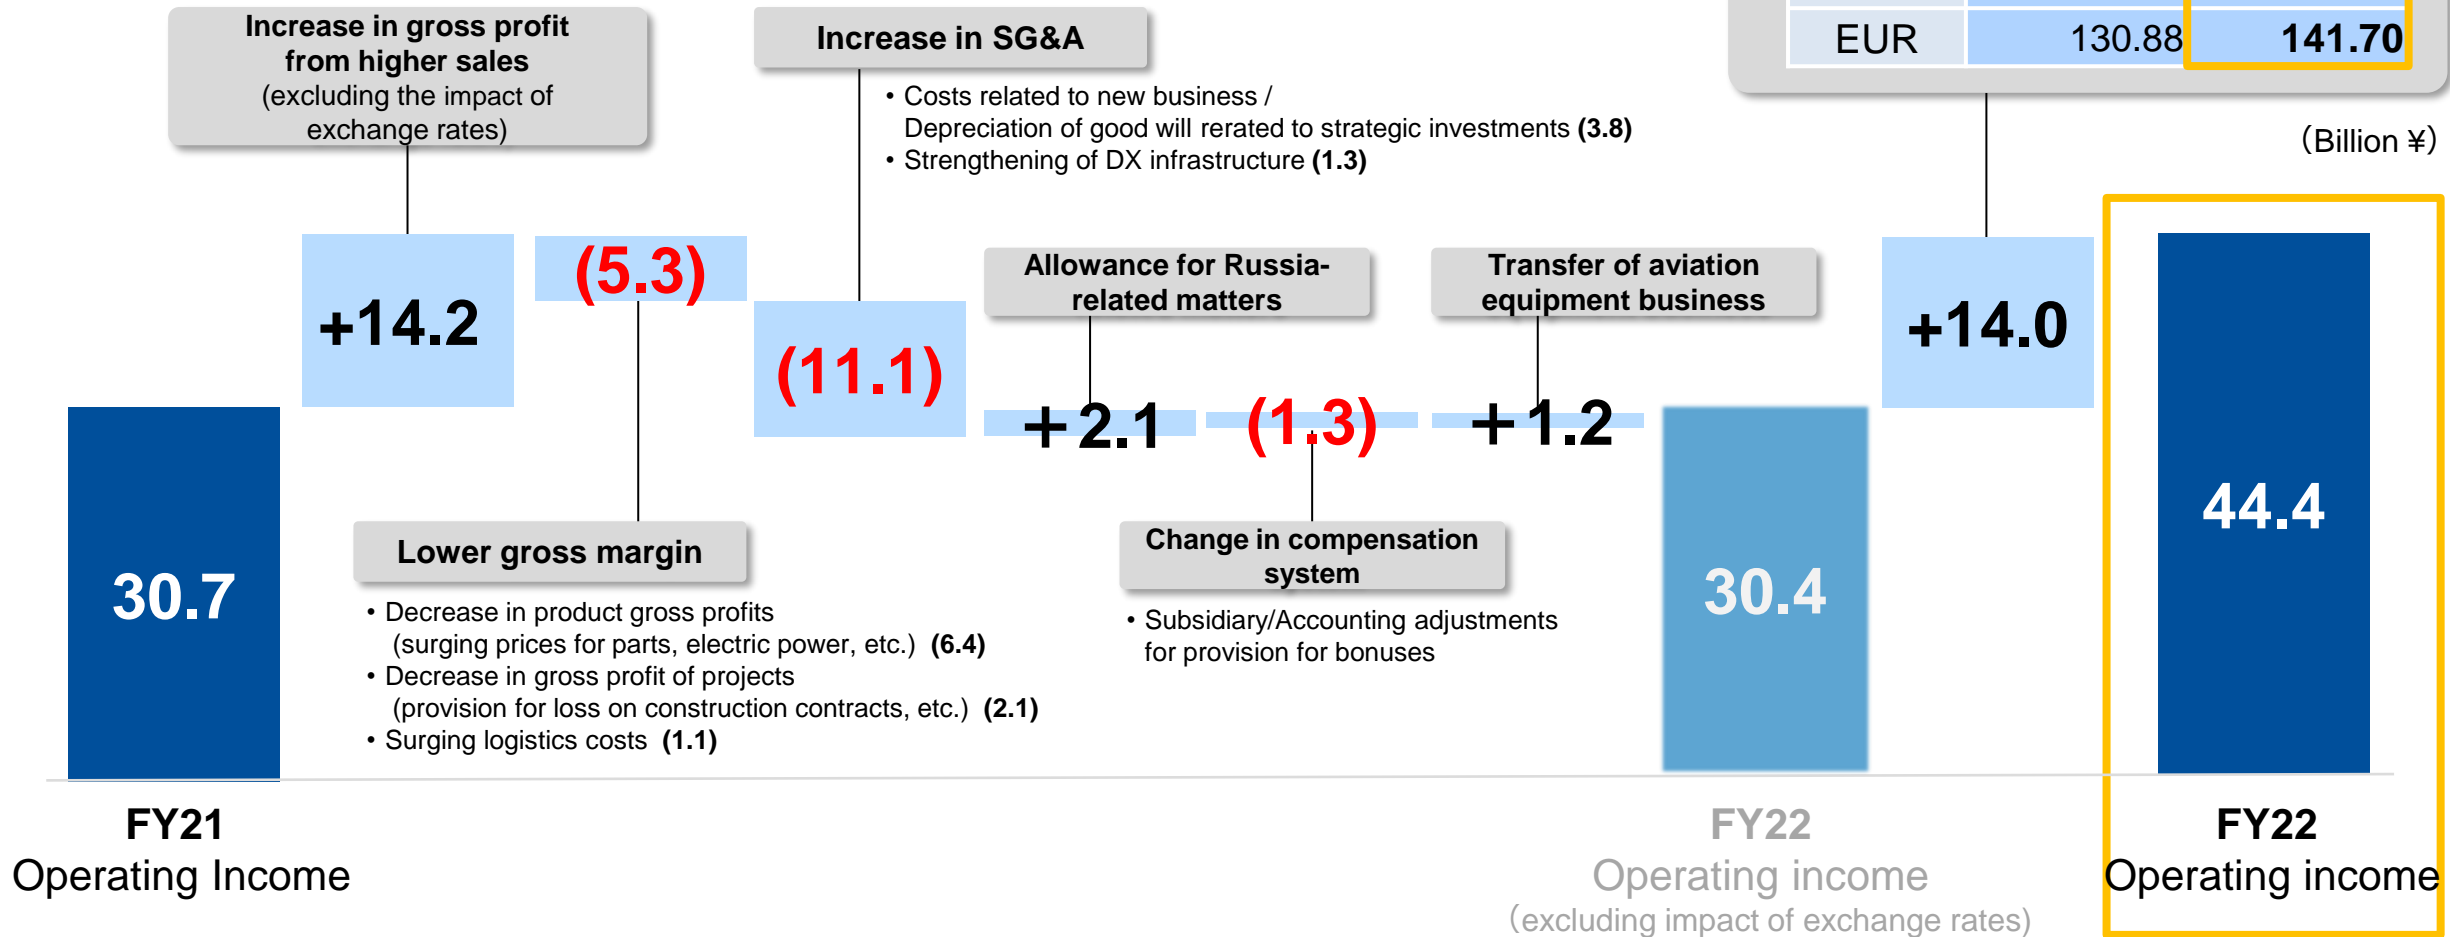 Increase in gross profit
from higher sales
(excluding the impact of
exchange rates)
Increase in SG&A
• Costs related to new business /
Depreciation of good will rerated to strategic investments (3.8)
• Strengthening of DX infrastructure (1.3)
EUR 130.88 141.70
(Billion ¥)
+14.2
(5.3)
(11.1)
Allowance for Russia-
related matters
+2.1
(1.3)
Transfer of aviation
equipment business
+1.2
+14.0
30.7
Lower gross margin
• Decrease in product gross profits
(surging prices for parts, electric power, etc.) (6.4)
• Decrease in gross profit of projects
(provision for loss on construction contracts, etc.) (2.1)
• Surging logistics costs (1.1)
Change in compensation
system
• Subsidiary/Accounting adjustments
for provision for bonuses
30.4
44.4
FY21
Operating Income
FY22
Operating income
(excluding impact of exchange rates)
FY22
Operating income